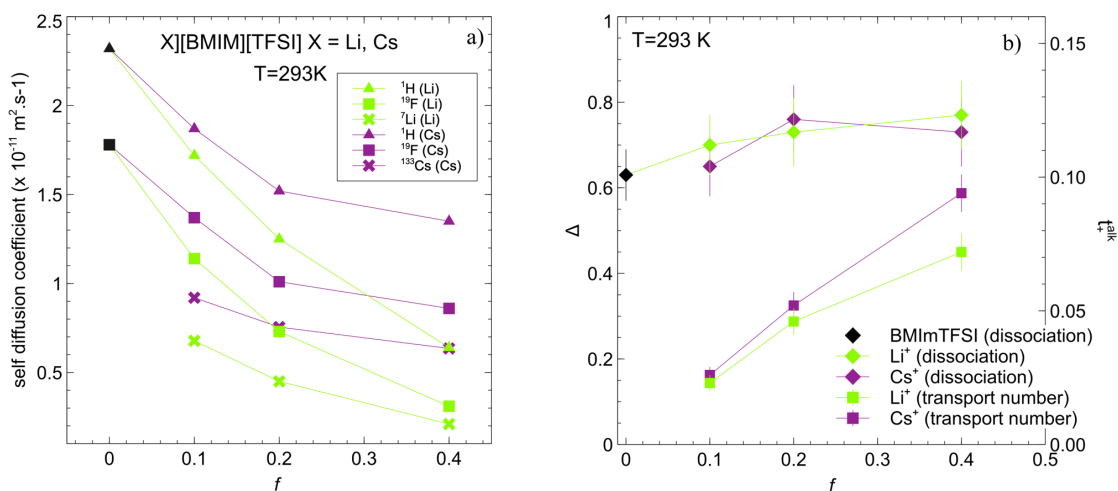 a)
X][BMIM][TFSI] X = Li, Cs
T=293K
¹H (Li)
¹⁹F (Li)
⁷Li (Li)
¹H (Cs)
¹⁹F (Cs)
¹³³Cs (Cs)
self diffusion coefficient (x 10⁻¹¹ m².s-1)
2.5
2
1.5
1
0.5
0
0.1
0.2
0.3
0.4
f
T=293 K
b)
Δ
1
0.8
0.6
0.4
0.2
0
t₊ᵃˡᵏ
0.15
0.10
0.05
0.00
BMImTFSI (dissociation)
Li⁺ (dissociation)
Cs⁺ (dissociation)
Li⁺ (transport number)
Cs⁺ (transport number)
0
0.1
0.2
0.3
0.4
0.5
f